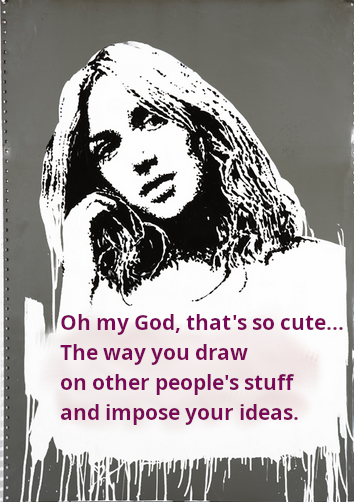 Oh my God, that's so cute...
The way you draw
on other people's stuff
and impose your ideas.